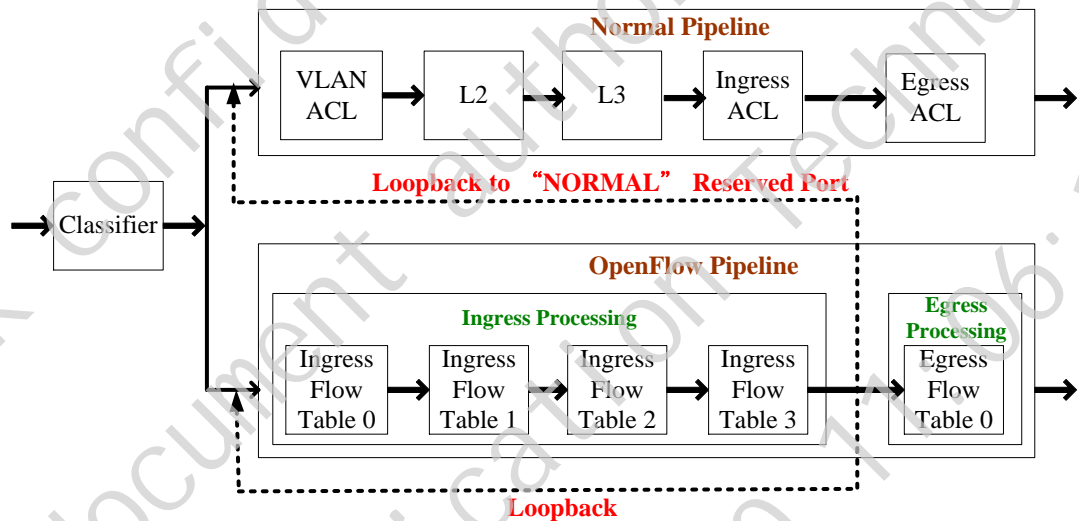 Normal Pipeline
VLAN
ACL
L2
L3
Ingress
ACL
Egress
ACL
Loopback to “NORMAL” Reserved Port
Classifier
OpenFlow Pipeline
Ingress Processing
Egress
Processing
Ingress
Flow
Table 0
Ingress
Flow
Table 1
Ingress
Flow
Table 2
Ingress
Flow
Table 3
Egress
Flow
Table 0
Loopback